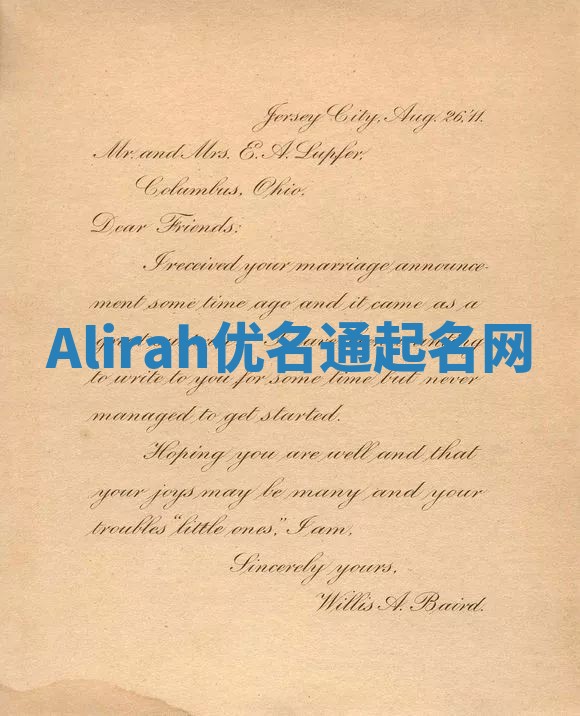 Jersey City, Aug. 26,'11.
Mr. and Mrs. E. A. Lupfer,
Columbus, Ohio.
Dear Friends:
I received your marriage announce-
ment some time ago and it came as a
Alirah优名通起名网
to write to you for some time but never
managed to get started.
Hoping you are well and that
your joys may be many and your
troubles "little ones," I am,
Sincerely yours,
Willis A. Baird.